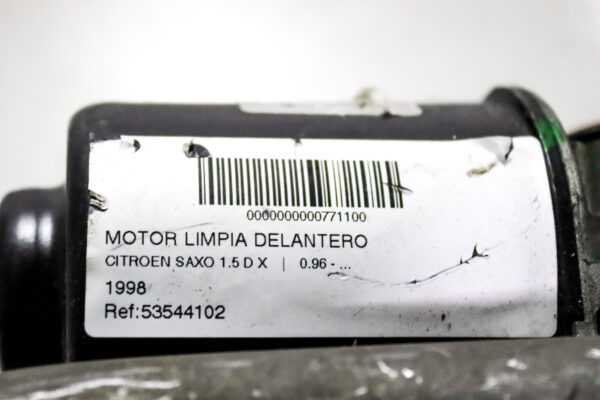 0000000000771100
MOTOR LIMPIA DELANTERO
CITROEN SAXO 1.5 D X | 0.96 - ...
1998
Ref:53544102